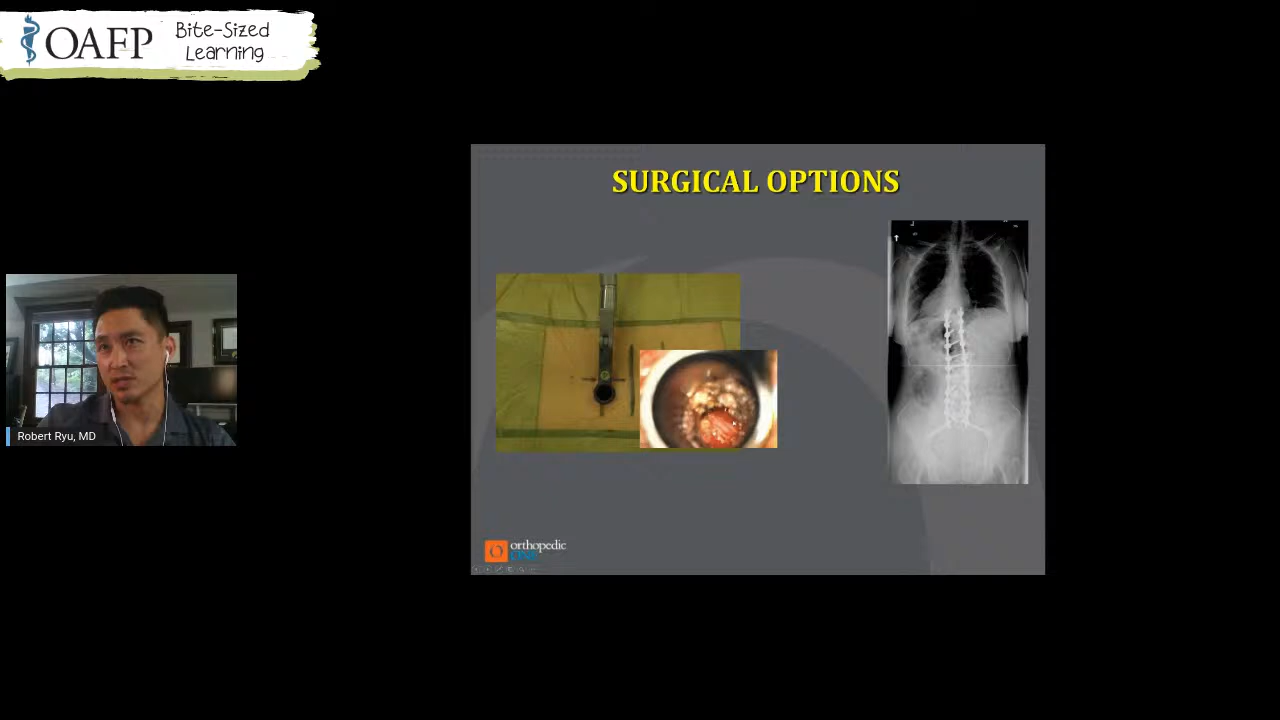 OAFP
Bite-Sized
Learning
SURGICAL OPTIONS
Robert Ryu, MD
orthopedic